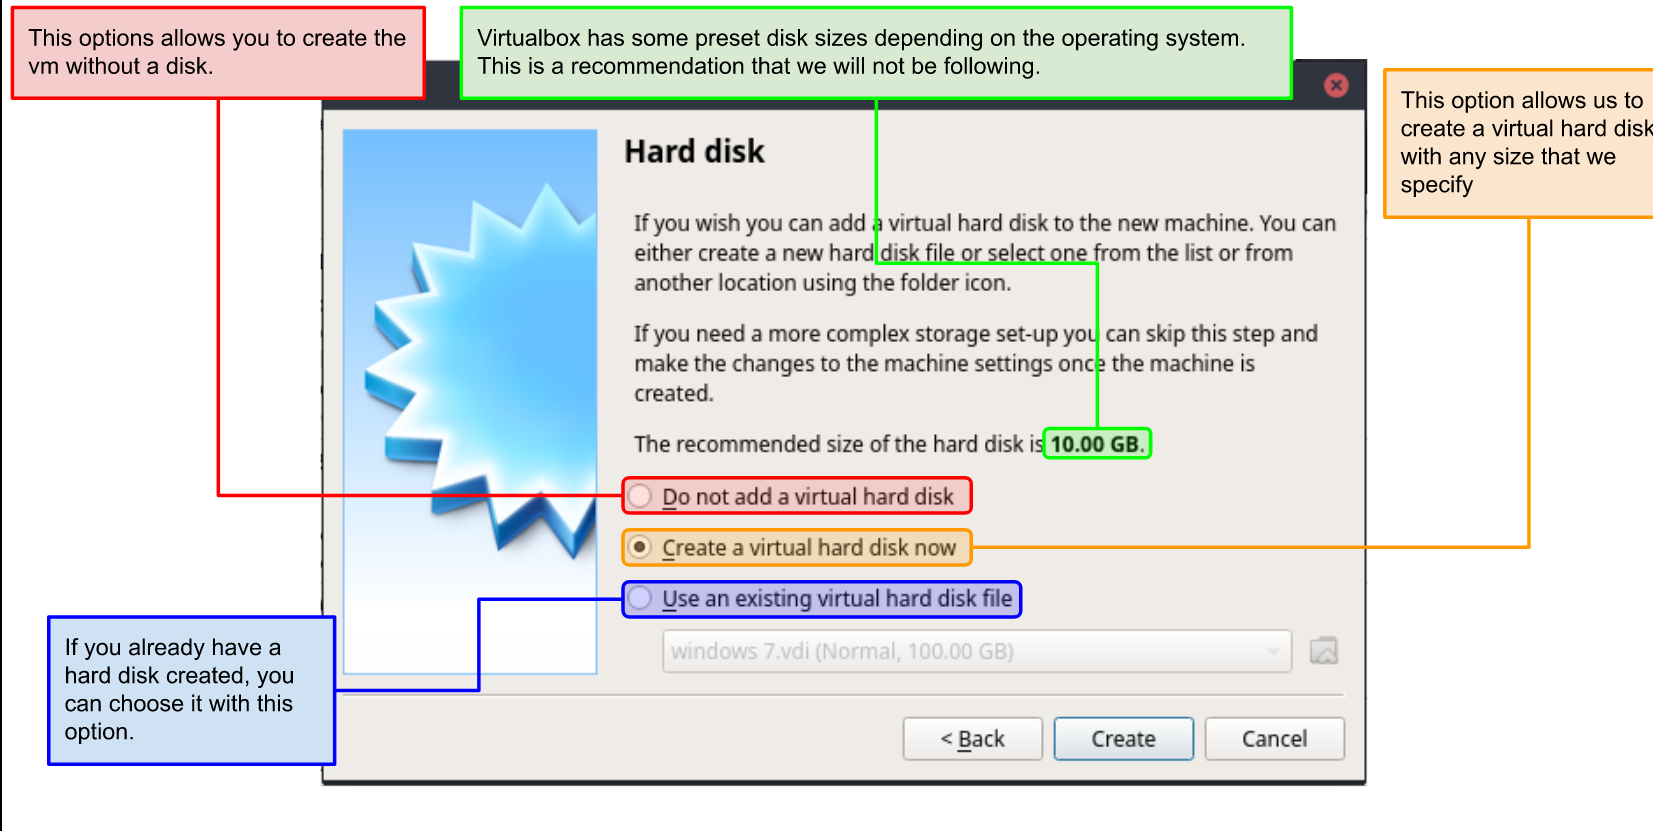 This options allows you to create the
vm without a disk.
Virtualbox has some preset disk sizes depending on the operating system.
This is a recommendation that we will not be following.
This option allows us to
create a virtual hard disk
with any size that we
specify
Hard disk
If you wish you can add a virtual hard disk to the new machine. You can
either create a new hard disk file or select one from the list or from
another location using the folder icon.
If you need a more complex storage set-up you can skip this step and
make the changes to the machine settings once the machine is
created.
The recommended size of the hard disk is 10.00 GB.
Do not add a virtual hard disk
Create a virtual hard disk now
Use an existing virtual hard disk file
windows 7.vdi (Normal, 100.00 GB)
If you already have a
hard disk created, you
can choose it with this
option.
< Back
Create
Cancel